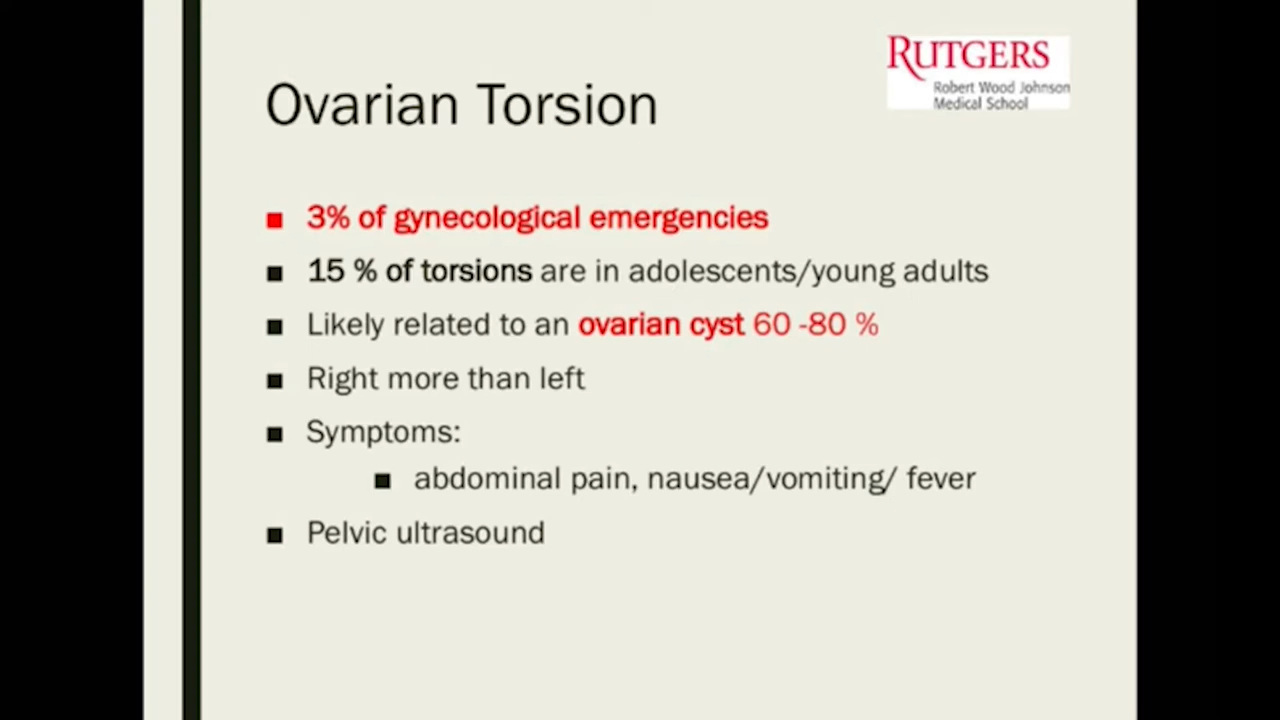 RUTGERS
Robert Wood Johnson
Medical School
Ovarian Torsion
■ 3% of gynecological emergencies
■ 15 % of torsions are in adolescents/young adults
■ Likely related to an ovarian cyst 60 -80 %
■ Right more than left
■ Symptoms:
■ abdominal pain, nausea/vomiting/ fever
■ Pelvic ultrasound